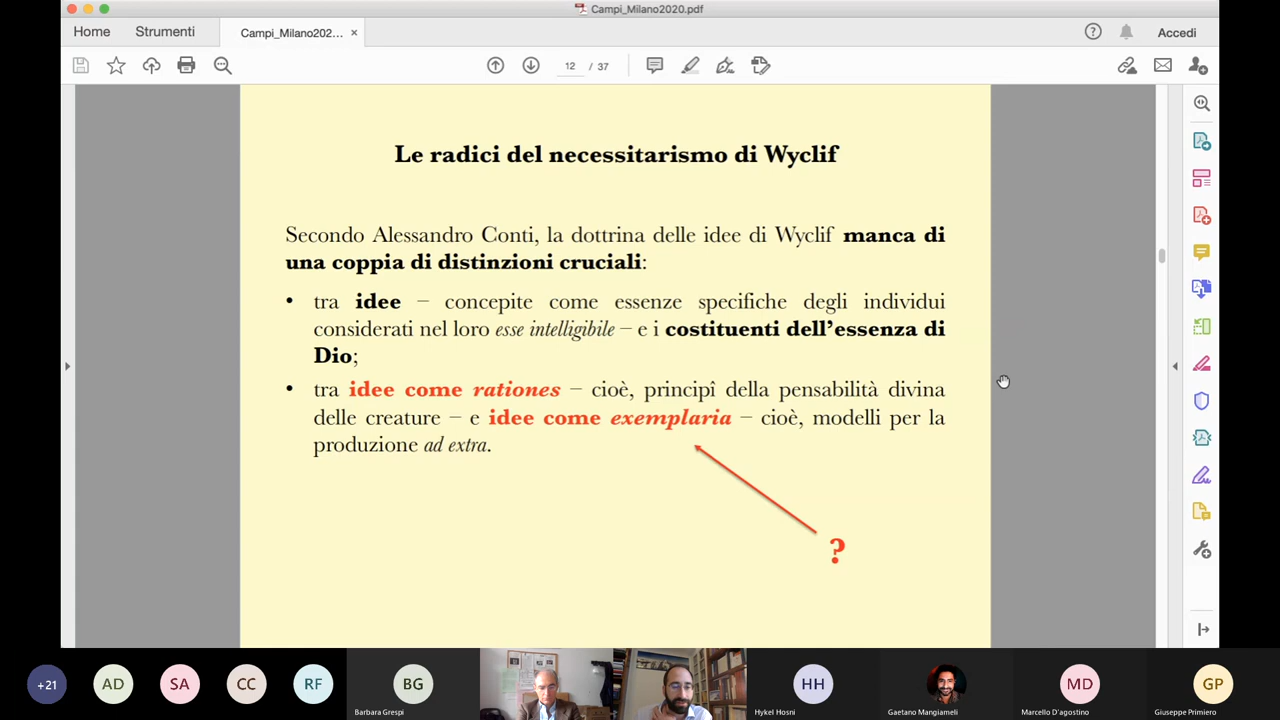 Campi_Milano2020.pdf
Home Strumenti Campi_Milano202... × ? Accedi
12 / 37
Le radici del necessitarismo di Wyclif
Secondo Alessandro Conti, la dottrina delle idee di Wyclif manca di
una coppia di distinzioni cruciali:
• tra idee – concepite come essenze specifiche degli individui
considerati nel loro esse intelligibile – e i costituenti dell’essenza di
Dio;
• tra idee come rationes – cioè, principî della pensabilità divina
delle creature – e idee come exemplaria – cioè, modelli per la
produzione ad extra.
?
+21 AD SA CC RF BG HH MD GP
Barbara Grespi Hykel Hosni Gaetano Mangiameli Marcello D'agostino Giuseppe Primiero